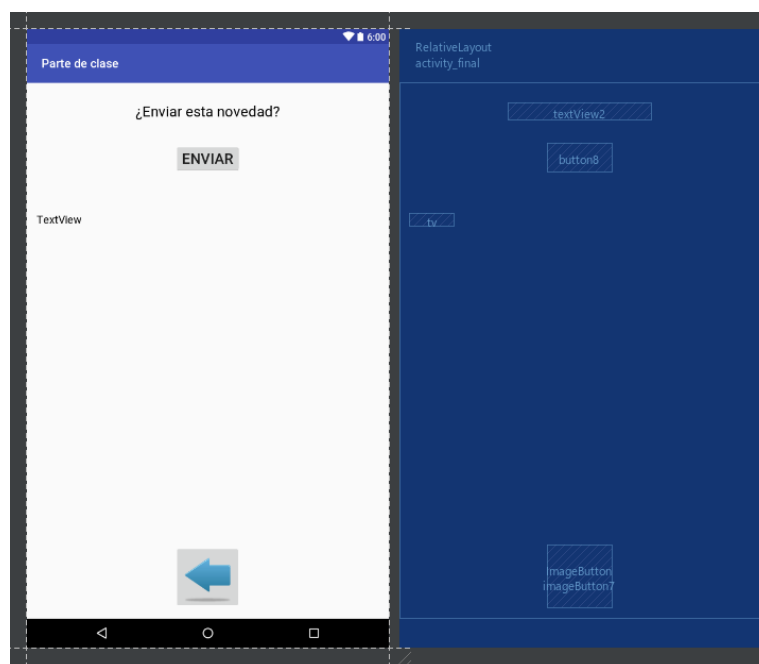 6:00
Parte de clase
¿Enviar esta novedad?
ENVIAR
TextView
RelativeLayout
activity_final
textView2
button8
tv
ImageButton
imageButton7